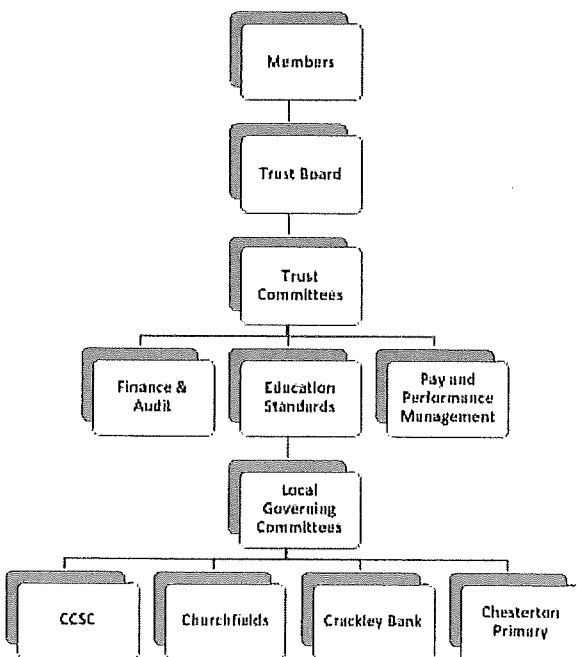 Members
Trust Board
Trust
Committees
Finance &
Audit
Education
Standards
Pay and
Performance
Management
Local
Governing
Committees
CCSC
Churchfields
Crackley Bank
Chesterton
Primary